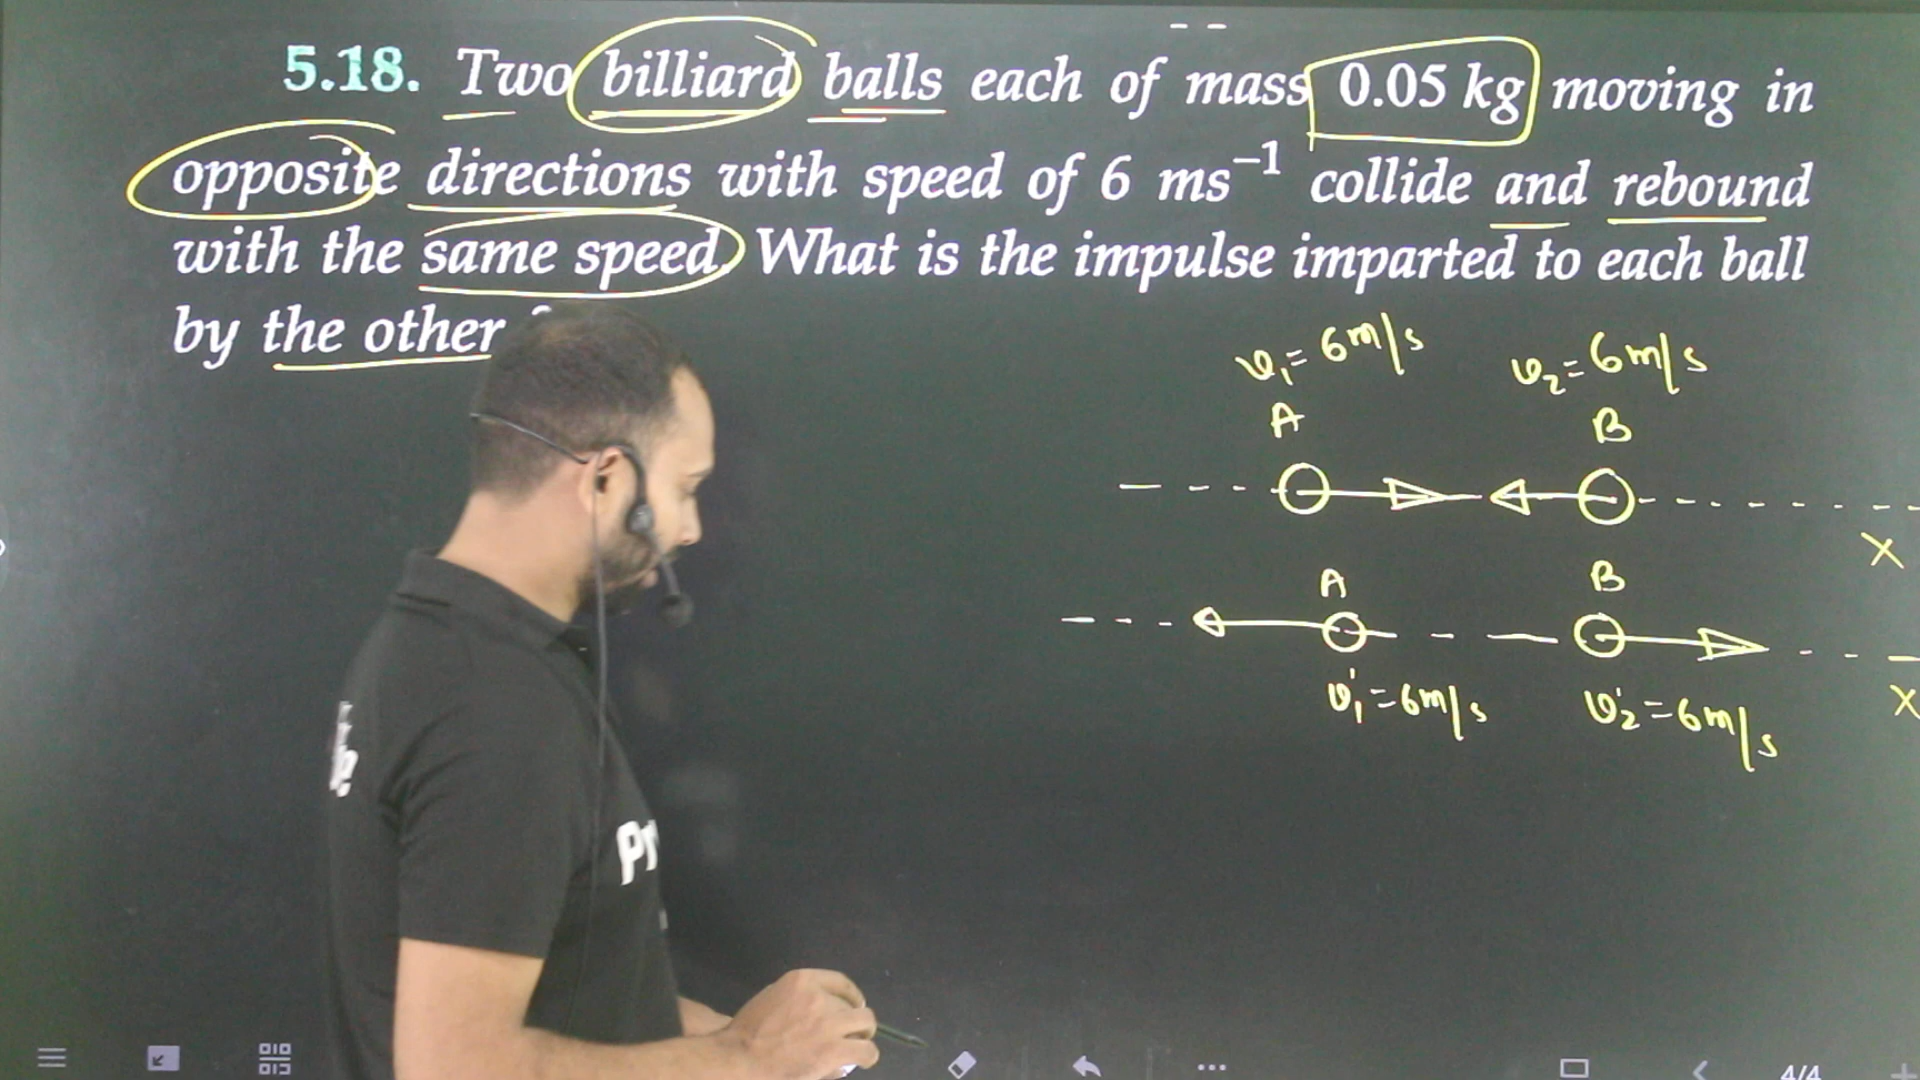 5.18. Two billiard balls each of mass 0.05 kg moving in
opposite directions with speed of 6 ms⁻¹ collide and rebound
with the same speed. What is the impulse imparted to each ball
by the other
v₁ = 6m/s v₂ = 6m/s
A B
X
A B
v₁' = 6m/s v₂' = 6m/s X
Pr
4/4